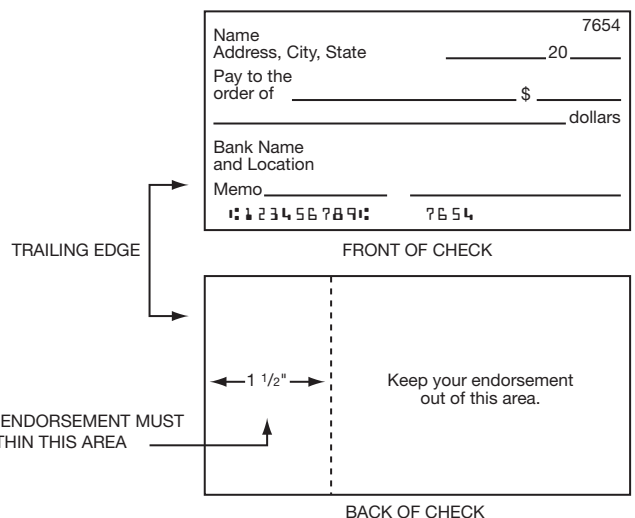 7654
Name
Address, City, State 20
Pay to the
order of $
dollars
Bank Name
and Location
Memo
⑆123456789⑆ 7654
TRAILING EDGE
FRONT OF CHECK
1 1/2"
Keep your endorsement
out of this area.
ENDORSEMENT MUST
THIS AREA
BACK OF CHECK